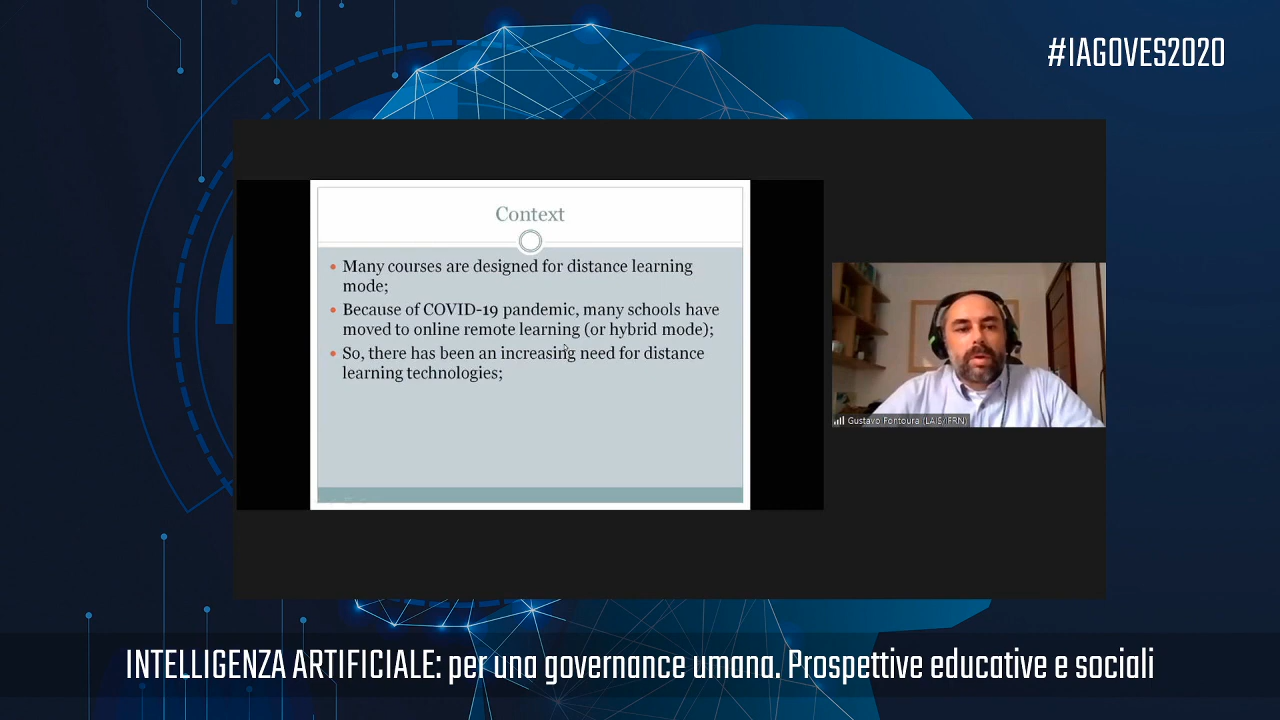 #IAGOVES2020
Context
Many courses are designed for distance learning
mode;
Because of COVID-19 pandemic, many schools have
moved to online remote learning (or hybrid mode);
So, there has been an increasing need for distance
learning technologies;
Gustavo Fontoura (LAIS/IFRN)
INTELLIGENZA ARTIFICIALE: per una governance umana. Prospettive educative e sociali